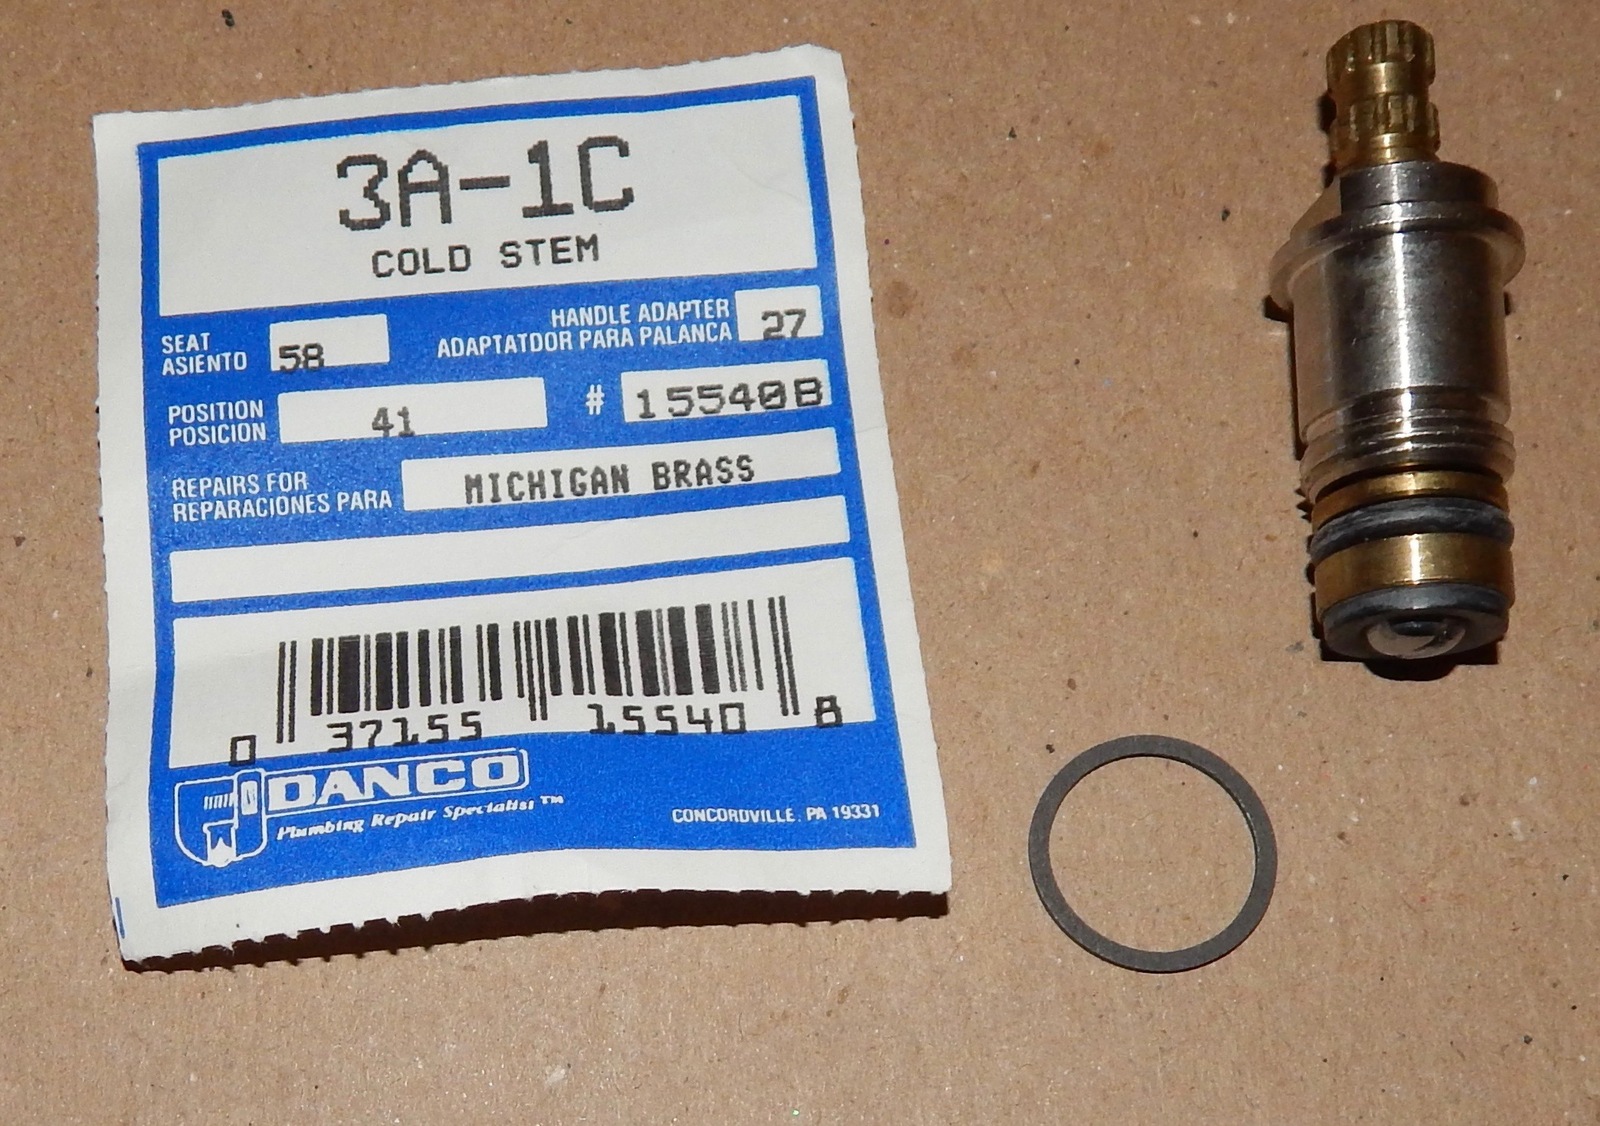 3A-1C
COLD STEM
SEAT
ASIENTO
58
HANDLE ADAPTER
ADAPTATDOR PARA PALANCA
27
POSITION
POSICION
41
# 15540B
REPAIRS FOR
REPARACIONES PARA
MICHIGAN BRASS
0 37155 15540 8
DANCO
Plumbing Repair Specialist™
CONCORDVILLE, PA 19331